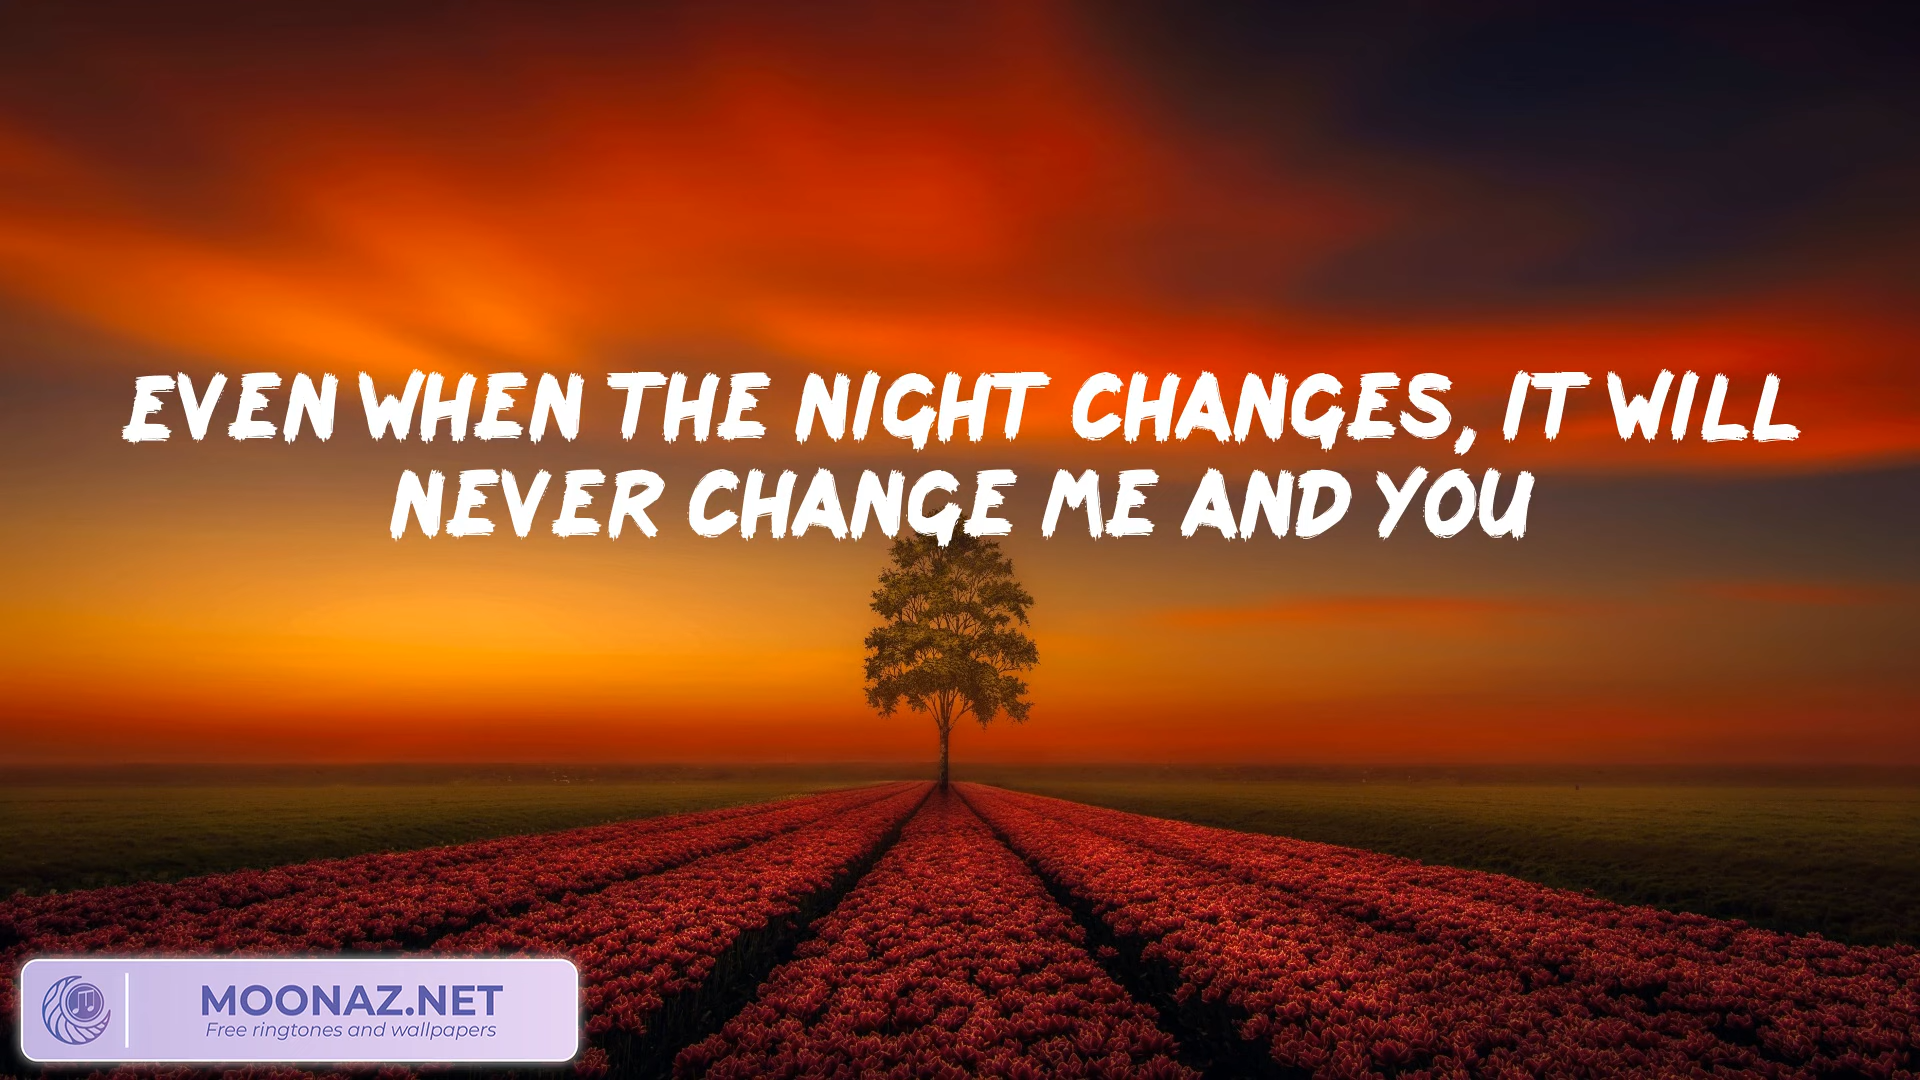 EVEN WHEN THE NIGHT CHANGES, IT WILL
NEVER CHANGE ME AND YOU
MOONAZ.NET
Free ringtones and wallpapers